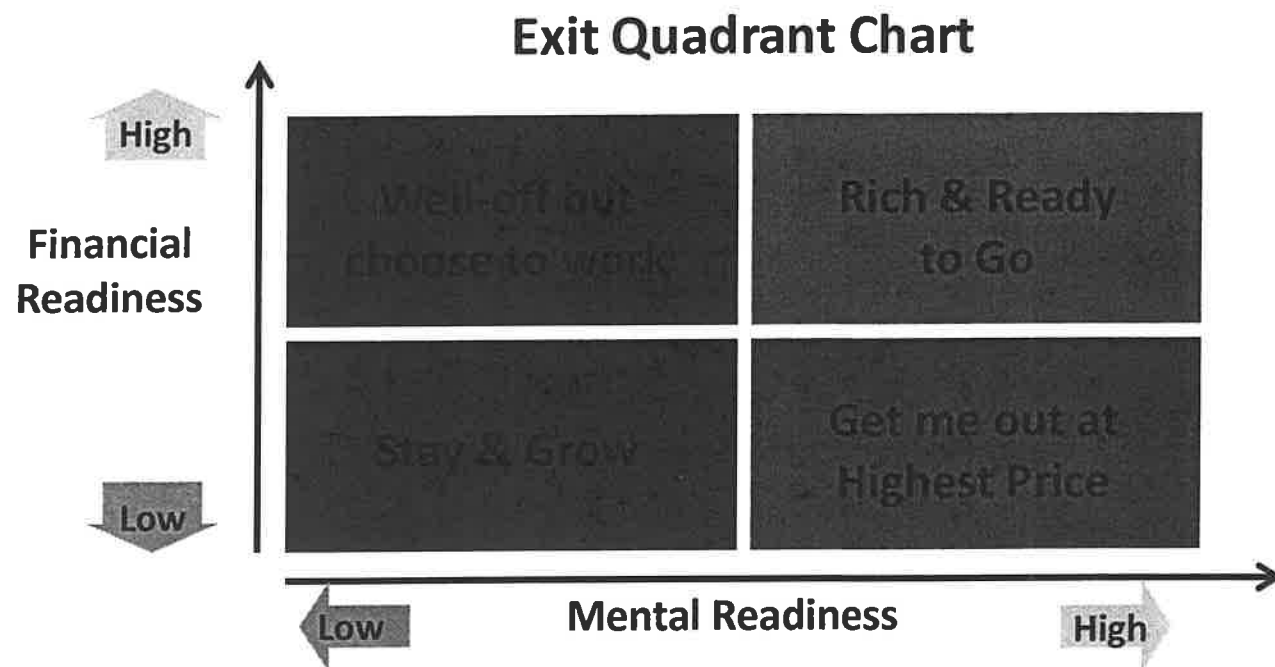 Exit Quadrant Chart
High
Well-off but
choose to work
Rich & Ready
to Go
Financial
Readiness
Stay & Grow
Get me out at
Highest Price
Low
Low
Mental Readiness
High